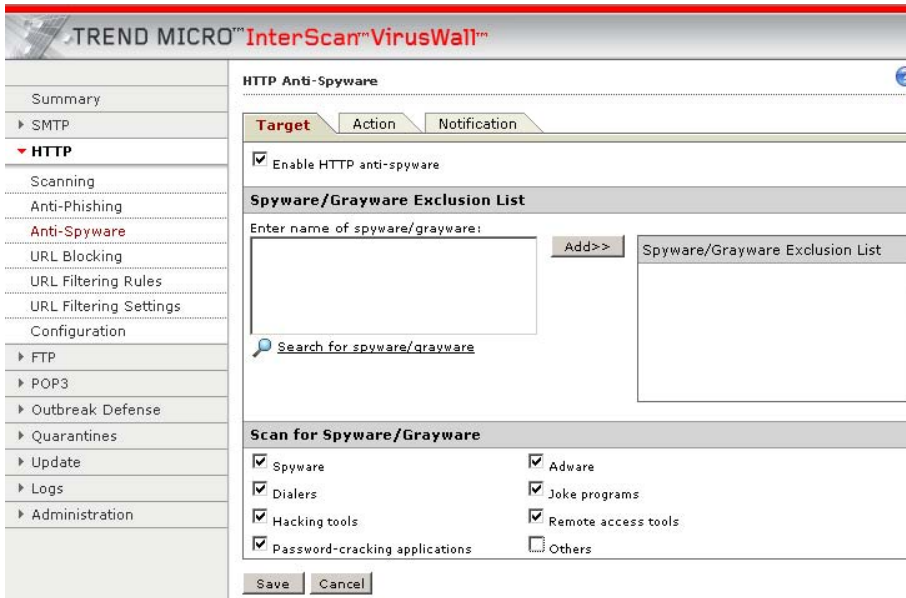 TREND MICRO™ InterScan™ VirusWall™
Summary
SMTP
HTTP
Scanning
Anti-Phishing
Anti-Spyware
URL Blocking
URL Filtering Rules
URL Filtering Settings
Configuration
FTP
POP3
Outbreak Defense
Quarantines
Update
Logs
Administration
HTTP Anti-Spyware
?
Target Action Notification
Enable HTTP anti-spyware
Spyware/Grayware Exclusion List
Enter name of spyware/grayware:
Add>>
Spyware/Grayware Exclusion List
Search for spyware/grayware
Scan for Spyware/Grayware
Spyware Adware
Dialers Joke programs
Hacking tools Remote access tools
Password-cracking applications Others
Save Cancel